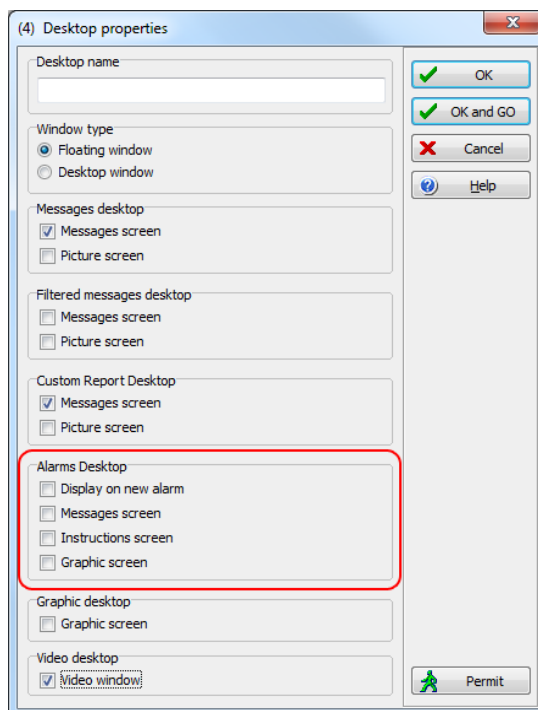 (4) Desktop properties
Desktop name
Window type
Floating window
Desktop window
Messages desktop
Messages screen
Picture screen
Filtered messages desktop
Messages screen
Picture screen
Custom Report Desktop
Messages screen
Picture screen
Alarms Desktop
Display on new alarm
Messages screen
Instructions screen
Graphic screen
Graphic desktop
Graphic screen
Video desktop
Video window
OK
OK and GO
Cancel
Help
Permit